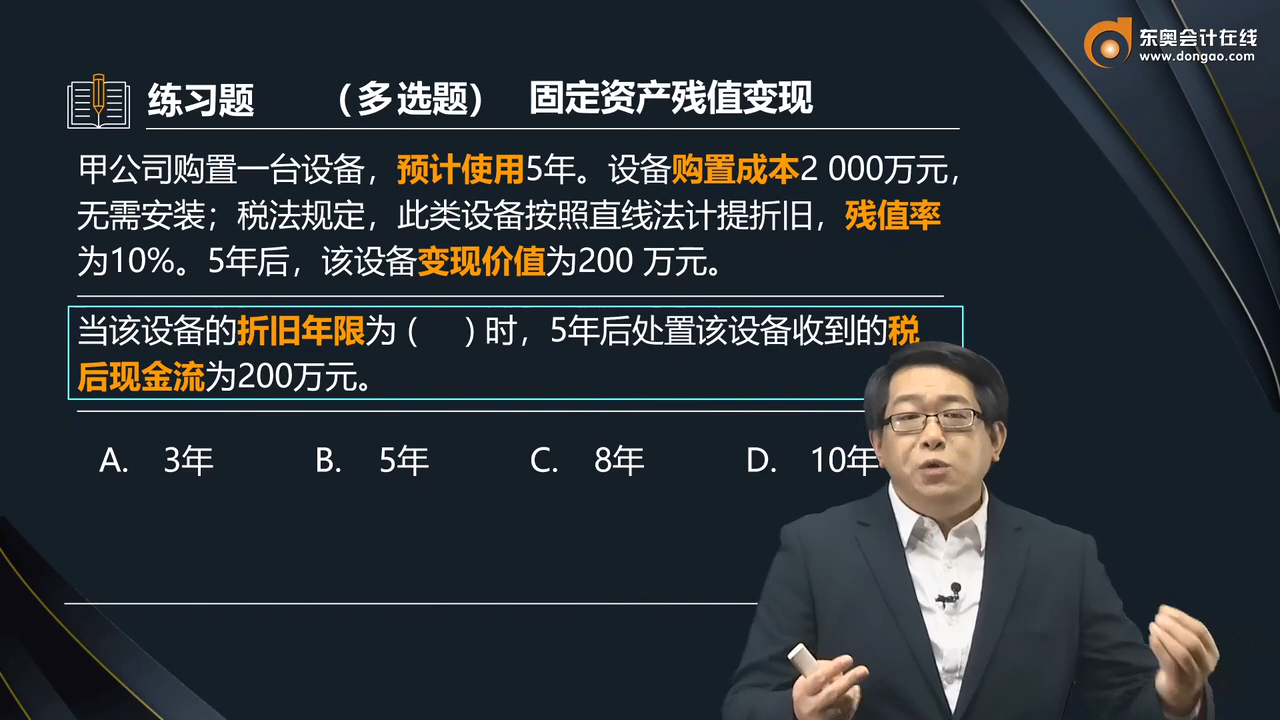 东奥会计在线
www.dongao.com
练习题 （多选题） 固定资产残值变现
甲公司购置一台设备，预计使用5年。设备购置成本2 000万元，
无需安装；税法规定，此类设备按照直线法计提折旧，残值率
为10%。5年后，该设备变现价值为200 万元。
当该设备的折旧年限为（ ）时，5年后处置该设备收到的税
后现金流为200万元。
A. 3年 B. 5年 C. 8年 D. 10年